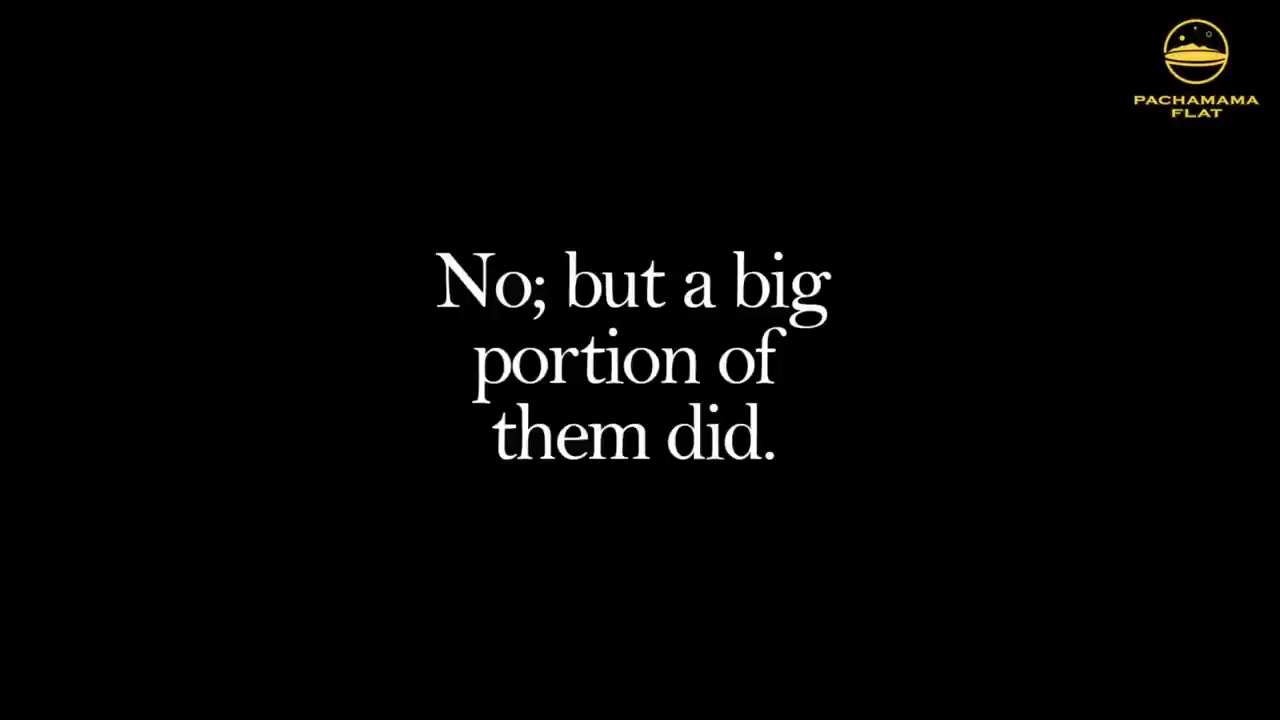 PACHAMAMA
FLAT
No; but a big
portion of
them did.